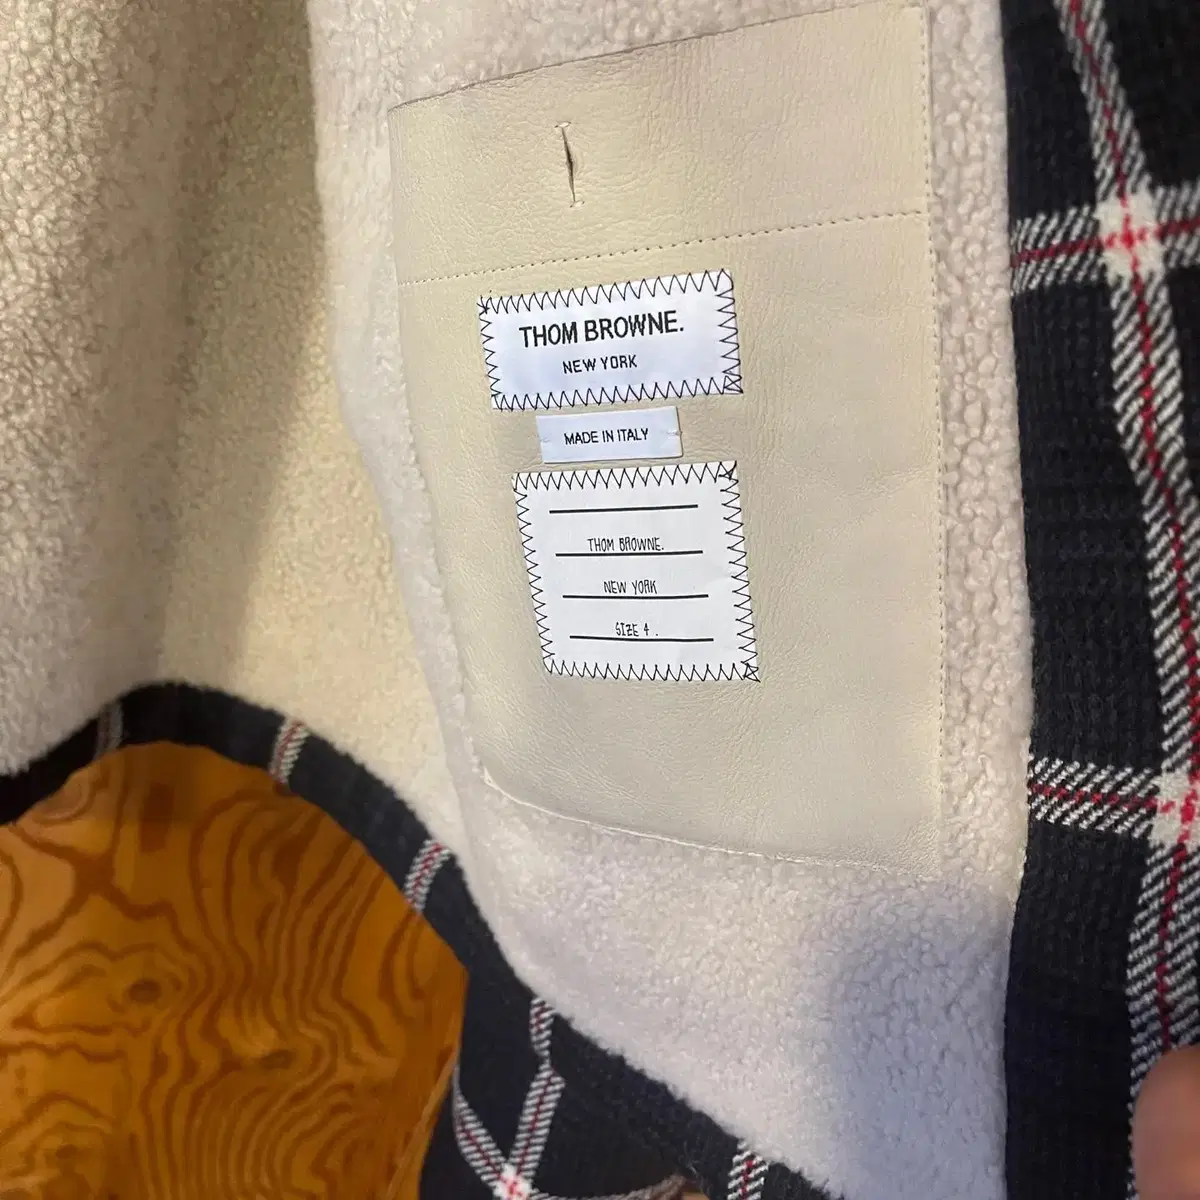 THOM BROWNE.
NEW YORK
MADE IN ITALY
THOM BROWNE.
NEW YORK
SIZE 4 .